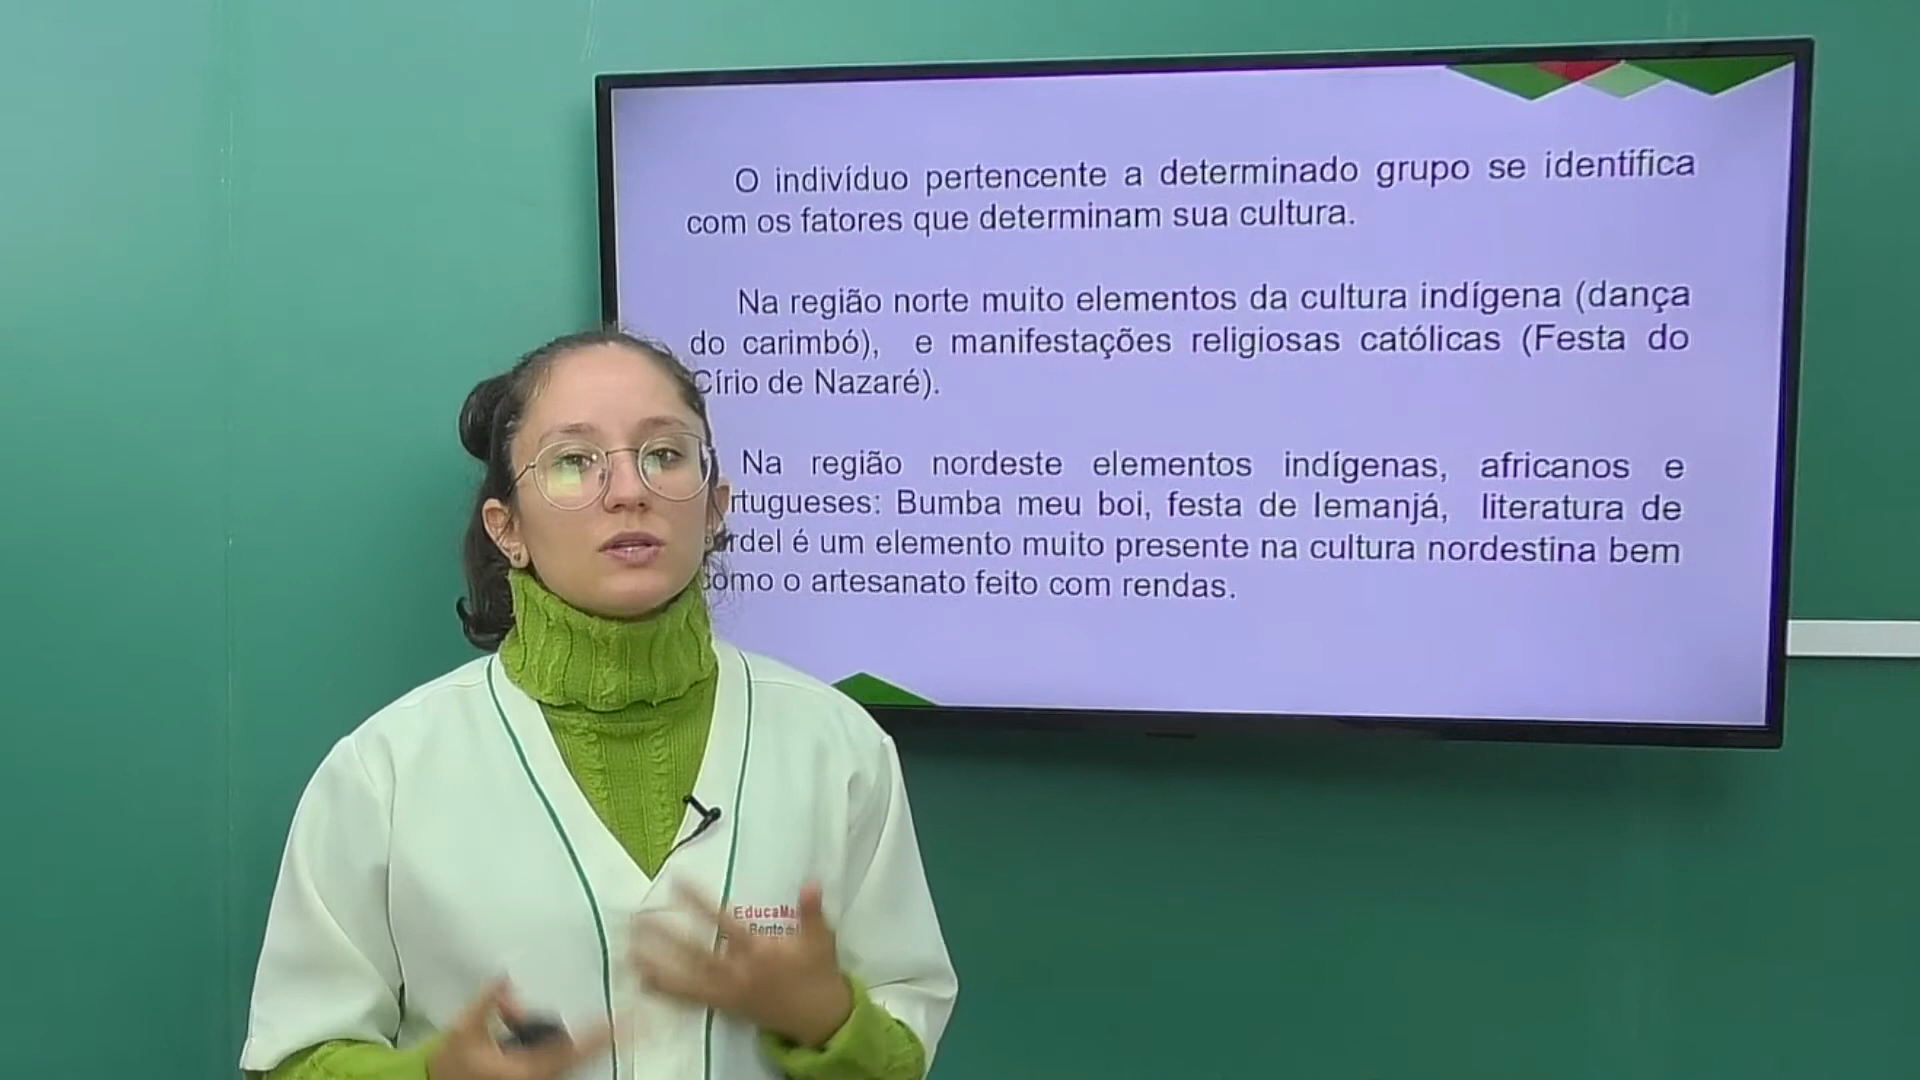 O indivíduo pertencente a determinado grupo se identifica
com os fatores que determinam sua cultura.
Na região norte muito elementos da cultura indígena (dança
do carimbó), e manifestações religiosas católicas (Festa do
Círio de Nazaré).
Na região nordeste elementos indígenas, africanos e
rtugueses: Bumba meu boi, festa de Iemanjá, literatura de
rdel é um elemento muito presente na cultura nordestina bem
como o artesanato feito com rendas.
EducaMa
Bento